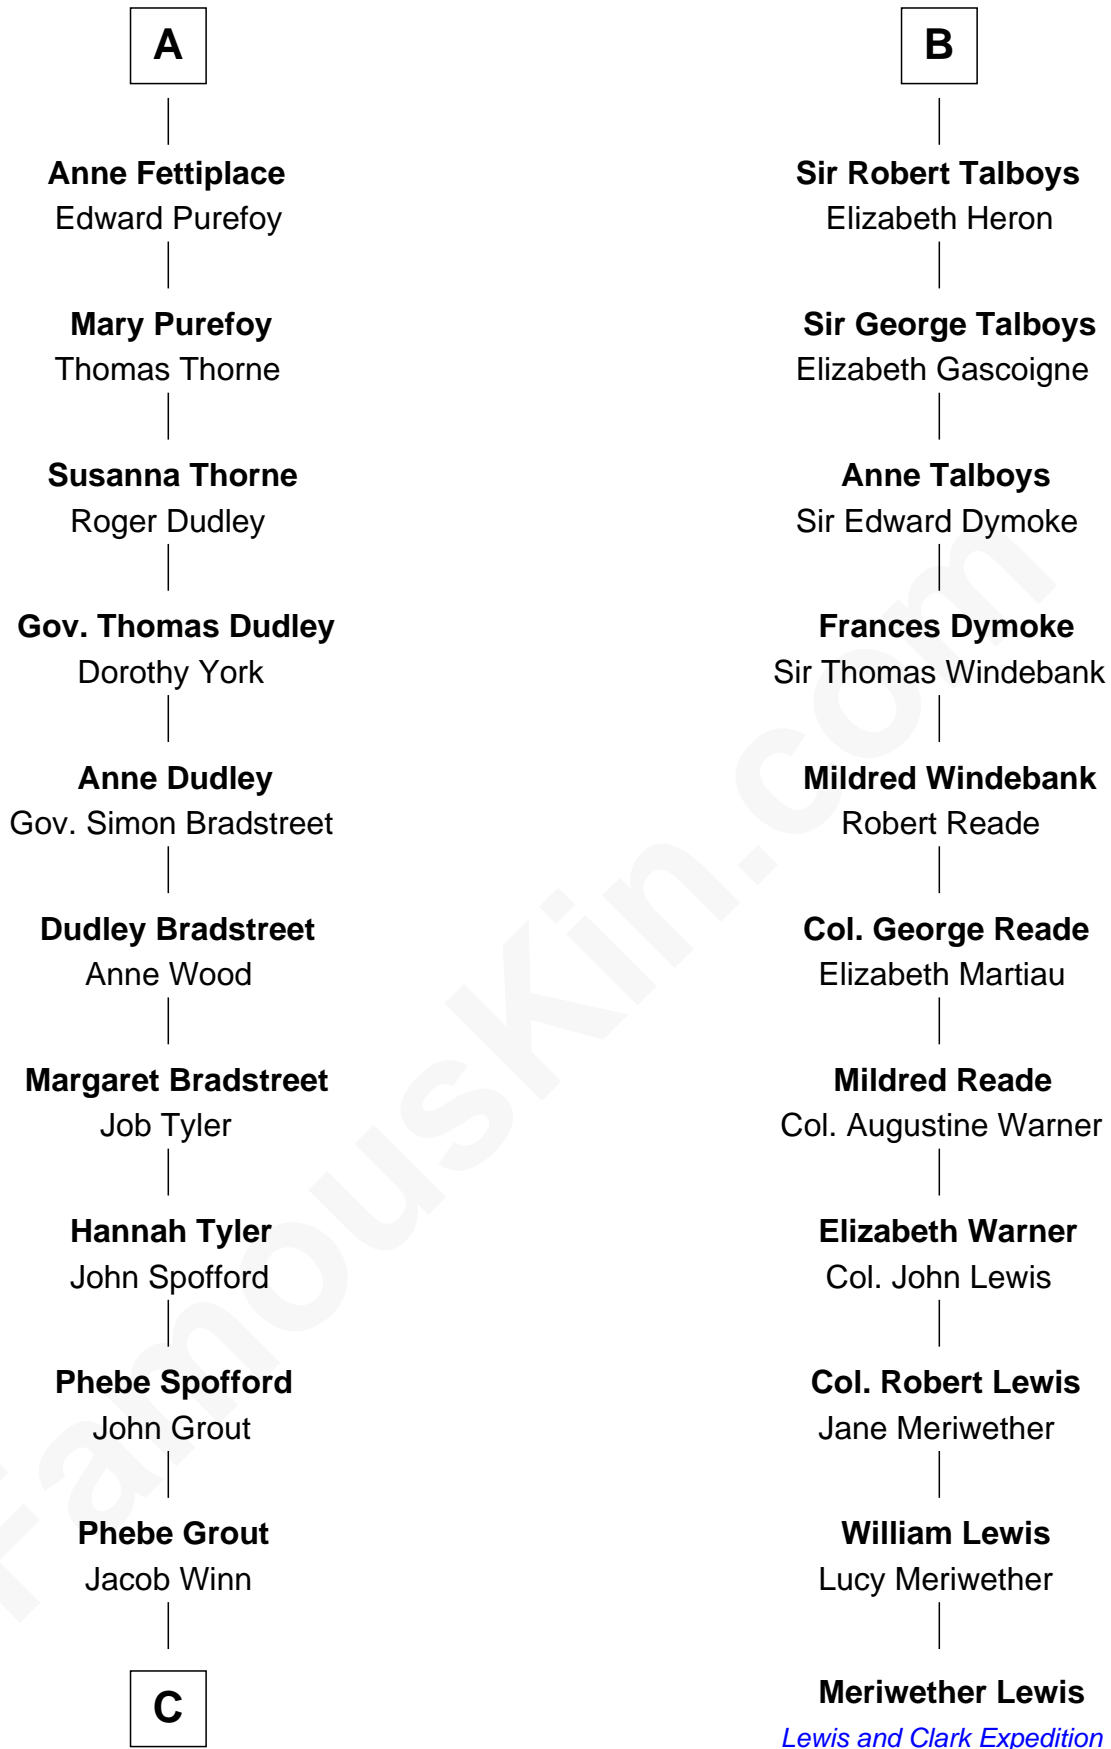 A
Anne Fettiplace
Edward Purefoy
Mary Purefoy
Thomas Thorne
Susanna Thorne
Roger Dudley
Gov. Thomas Dudley
Dorothy York
Anne Dudley
Gov. Simon Bradstreet
Dudley Bradstreet
Anne Wood
Margaret Bradstreet
Job Tyler
Hannah Tyler
John Spofford
Phebe Spofford
John Grout
Phebe Grout
Jacob Winn
C
B
Sir Robert Talboys
Elizabeth Heron
Sir George Talboys
Elizabeth Gascoigne
Anne Talboys
Sir Edward Dymoke
Frances Dymoke
Sir Thomas Windebank
Mildred Windebank
Robert Reade
Col. George Reade
Elizabeth Martiau
Mildred Reade
Col. Augustine Warner
Elizabeth Warner
Col. John Lewis
Col. Robert Lewis
Jane Meriwether
William Lewis
Lucy Meriwether
Meriwether Lewis
Lewis and Clark Expedition
FamousKin.com